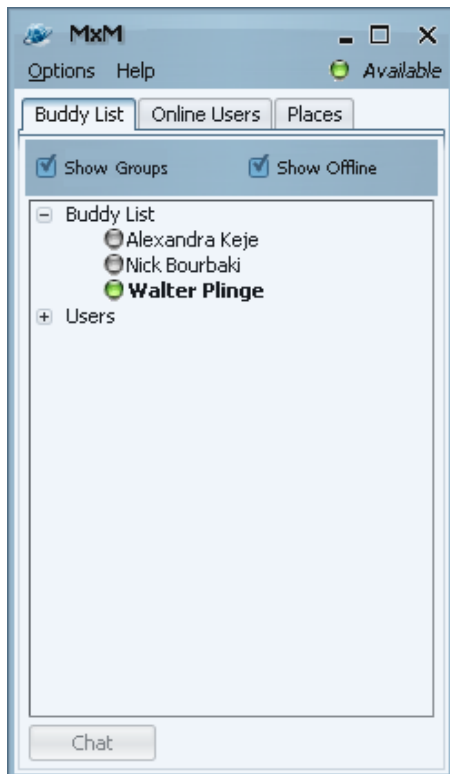 MxM
Options Help Available
Buddy List Online Users Places
Show Groups Show Offline
Buddy List
Alexandra Keje
Nick Bourbaki
Walter Plinge
Users
Chat